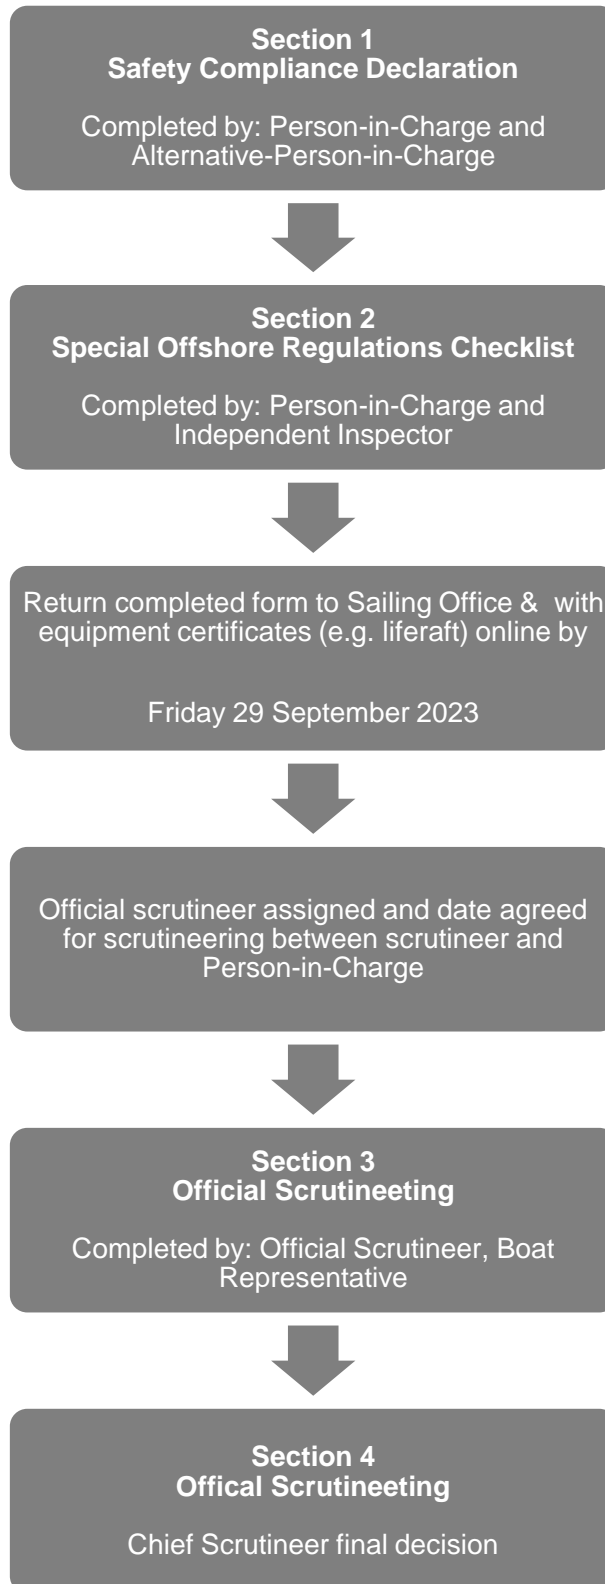 Section 1
Safety Compliance Declaration
Completed by: Person-in-Charge and
Alternative-Person-in-Charge
Section 2
Special Offshore Regulations Checklist
Completed by: Person-in-Charge and
Independent Inspector
Return completed form to Sailing Office & with
equipment certificates (e.g. liferaft) online by
Friday 29 September 2023
Official scrutineer assigned and date agreed
for scrutineering between scrutineer and
Person-in-Charge
Section 3
Official Scrutineeting
Completed by: Official Scrutineer, Boat
Representative
Section 4
Offical Scrutineeting
Chief Scrutineer final decision